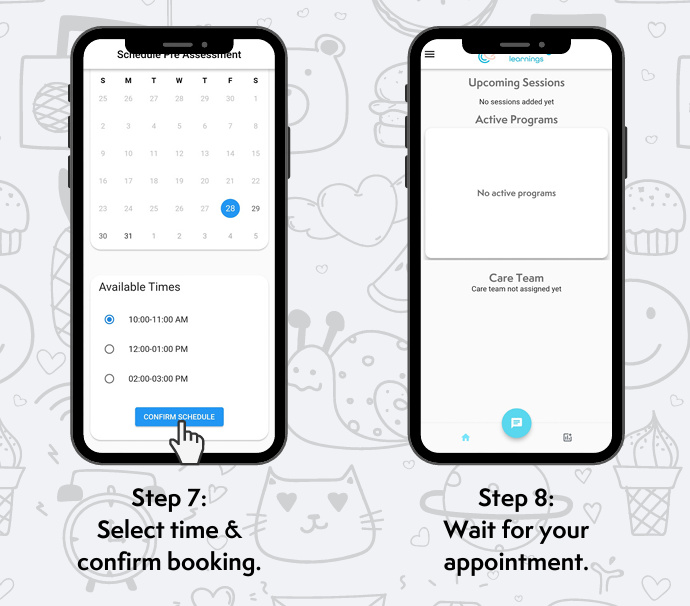 Schedule Pre Assessment
S M T W T F S
25 26 27 28 29 30 1
2 3 4 5 6 7 8
9 10 11 12 13 14 15
16 17 18 19 20 21 22
23 24 25 26 27 28 29
30 31 1 2 3 4 5
Available Times
10:00-11:00 AM
12:00-01:00 PM
02:00-03:00 PM
CONFIRM SCHEDULE
Step 7:
Select time &
confirm booking.
learnings
Upcoming Sessions
No sessions added yet
Active Programs
No active programs
Care Team
Care team not assigned yet
Step 8:
Wait for your
appointment.